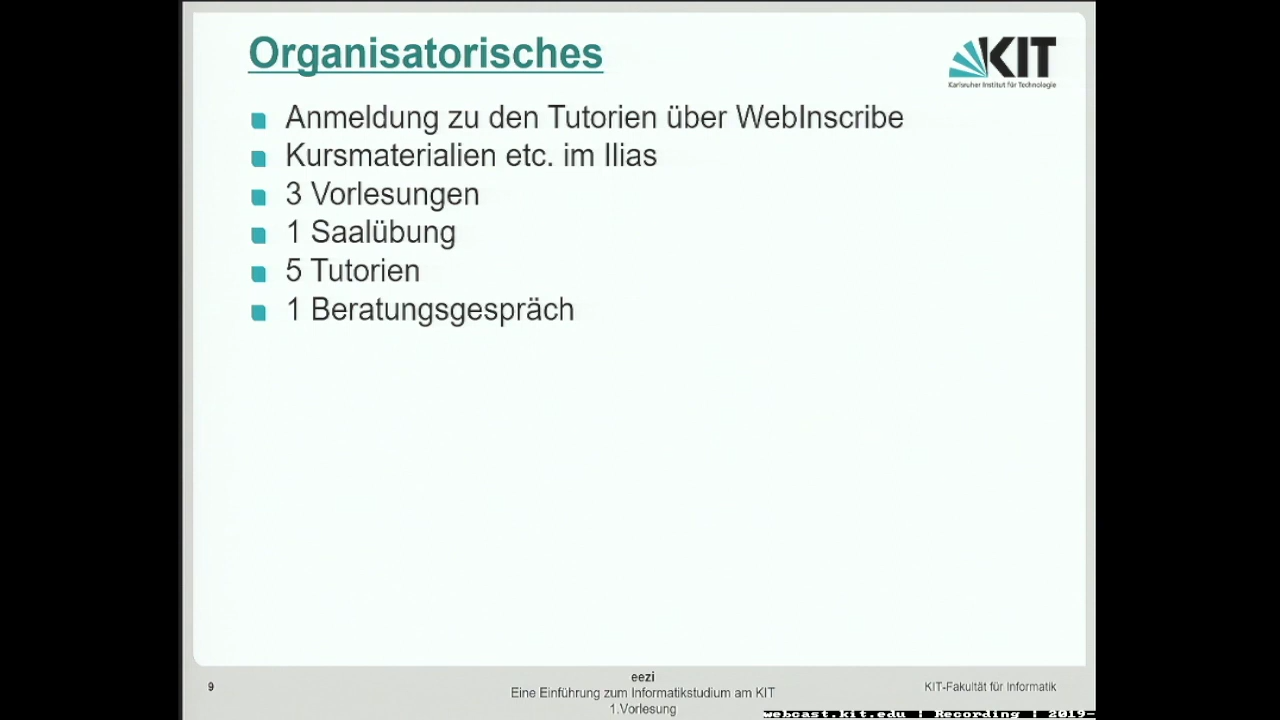 Organisatorisches
KIT
Karlsruher Institut für Technologie
Anmeldung zu den Tutorien über WebInscribe
Kursmaterialien etc. im Ilias
3 Vorlesungen
1 Saalübung
5 Tutorien
1 Beratungsgespräch
9
eezi
Eine Einführung zum Informatikstudium am KIT
1.Vorlesung
KIT-Fakultät für Informatik
webcast.kit.edu | Recording | 2019-